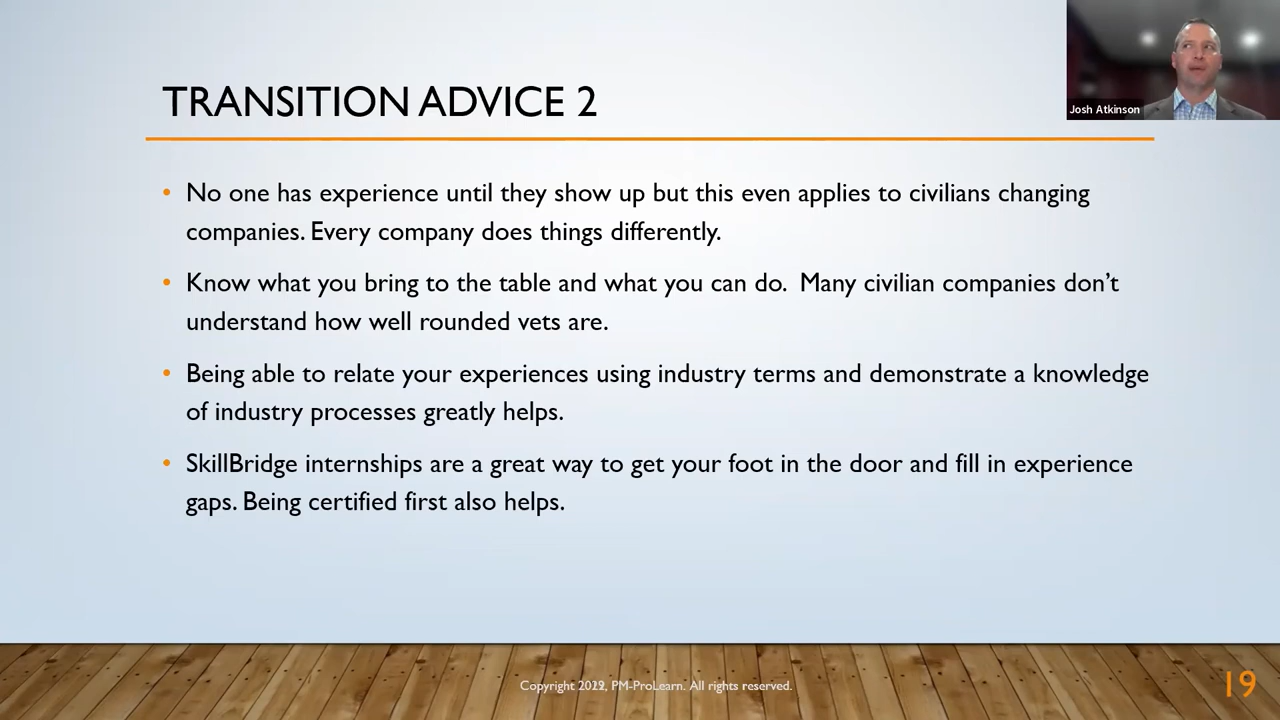 Josh Atkinson
TRANSITION ADVICE 2
• No one has experience until they show up but this even applies to civilians changing
companies. Every company does things differently.
• Know what you bring to the table and what you can do.  Many civilian companies don’t
understand how well rounded vets are.
• Being able to relate your experiences using industry terms and demonstrate a knowledge
of industry processes greatly helps.
• SkillBridge internships are a great way to get your foot in the door and fill in experience
gaps. Being certified first also helps.
Copyright PM-ProLearn. All rights reserved.
19